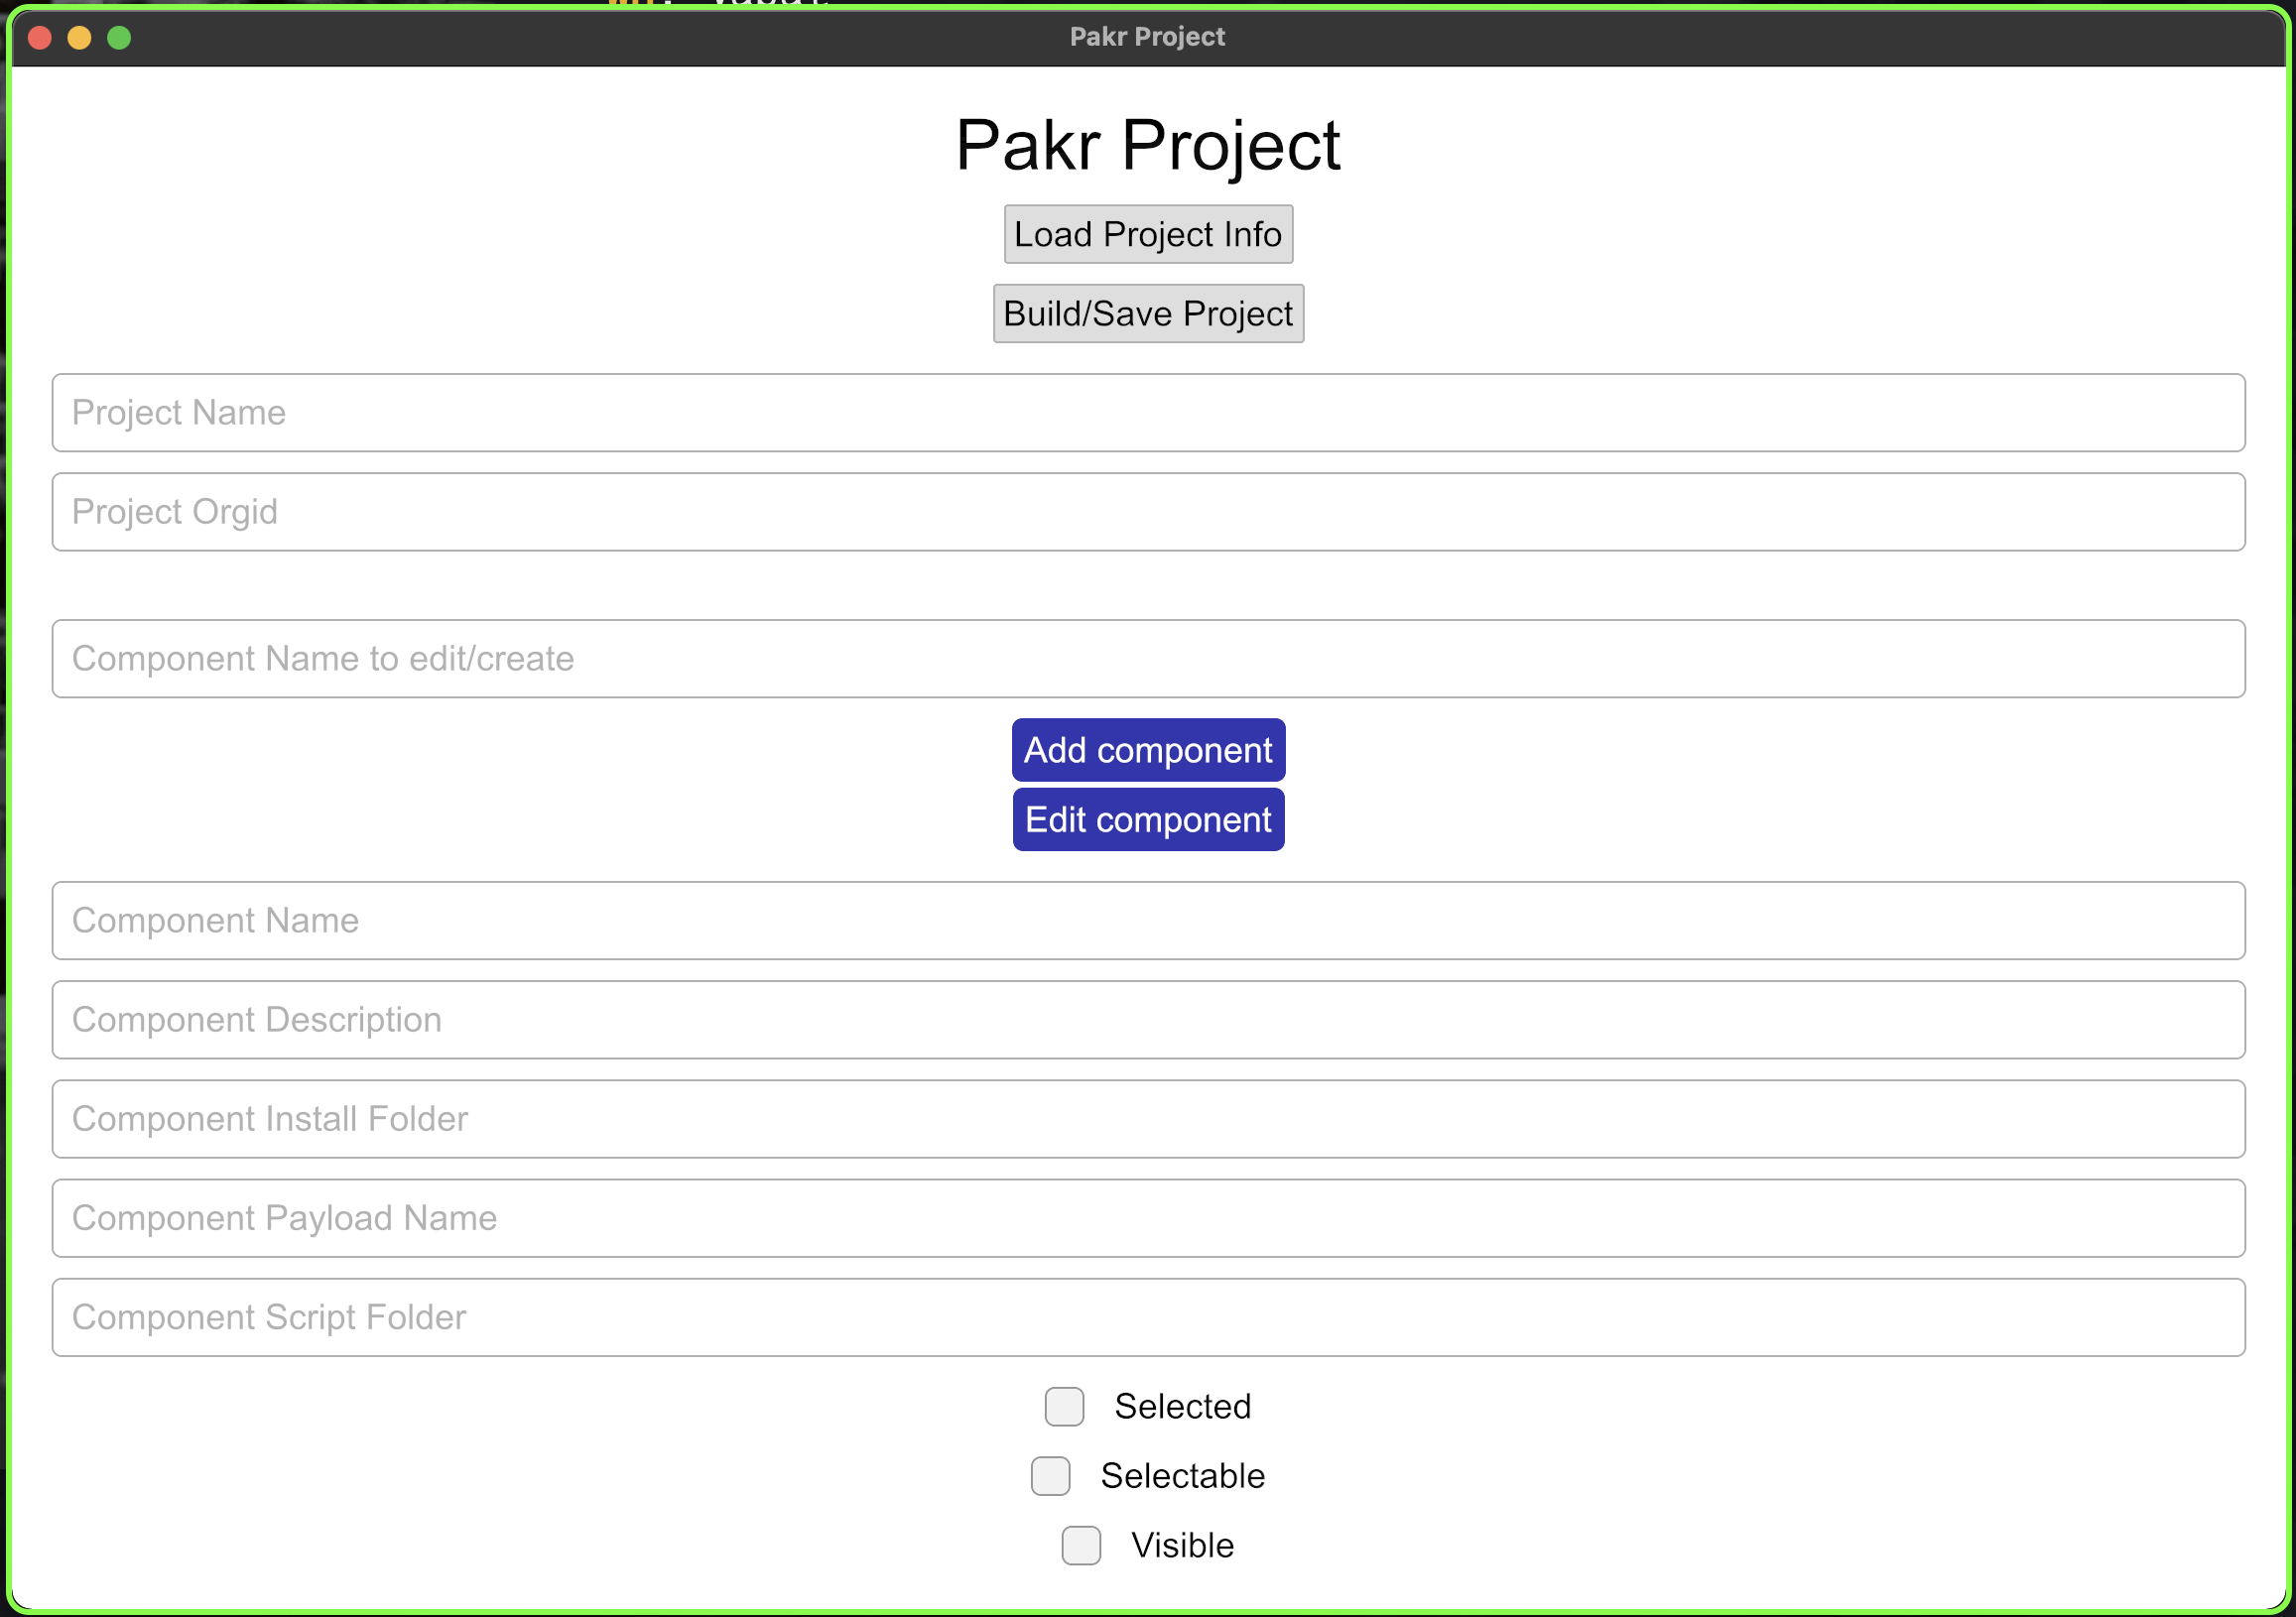 Pakr Project
Pakr Project
Load Project Info
Build/Save Project
Project Name
Project Orgid
Component Name to edit/create
Add component
Edit component
Component Name
Component Description
Component Install Folder
Component Payload Name
Component Script Folder
Selected
Selectable
Visible